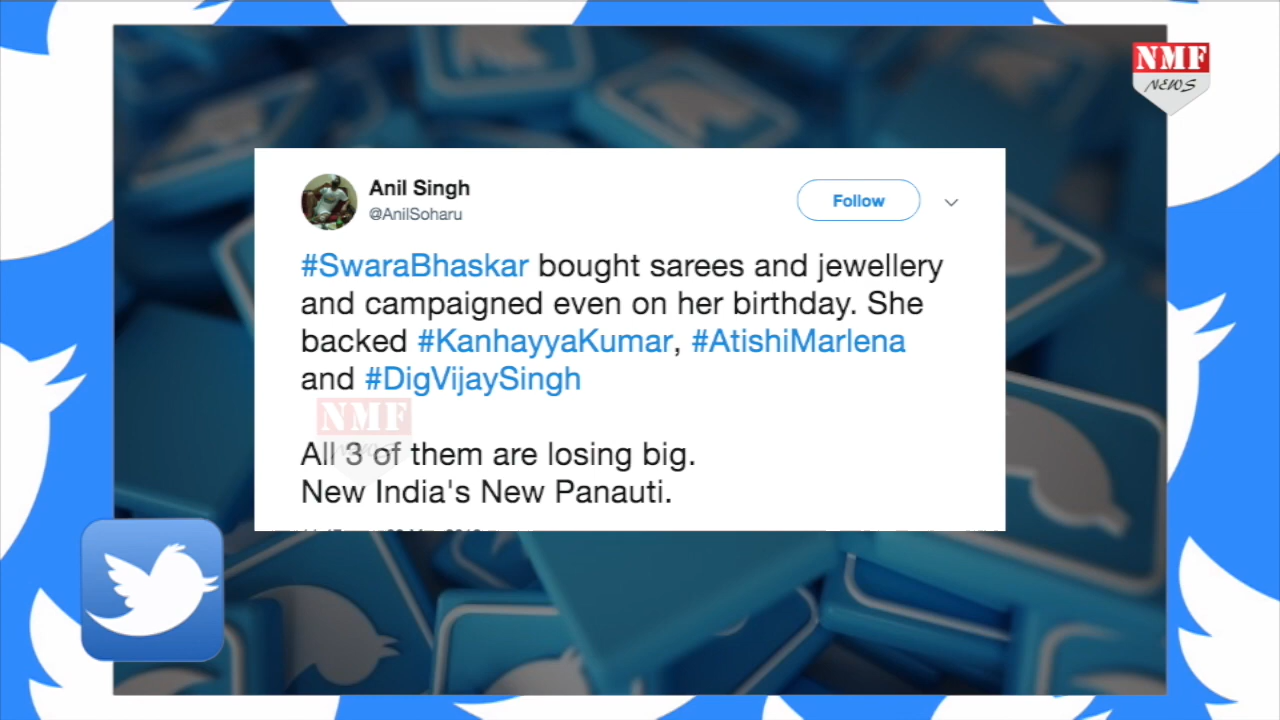 NMF
NEWS
Anil Singh
@AnilSoharu
Follow
#SwaraBhaskar bought sarees and jewellery
and campaigned even on her birthday. She
backed #KanhayyaKumar, #AtishiMarlena
and #DigVijaySingh
NMF
NEWS
All 3 of them are losing big.
New India's New Panauti.